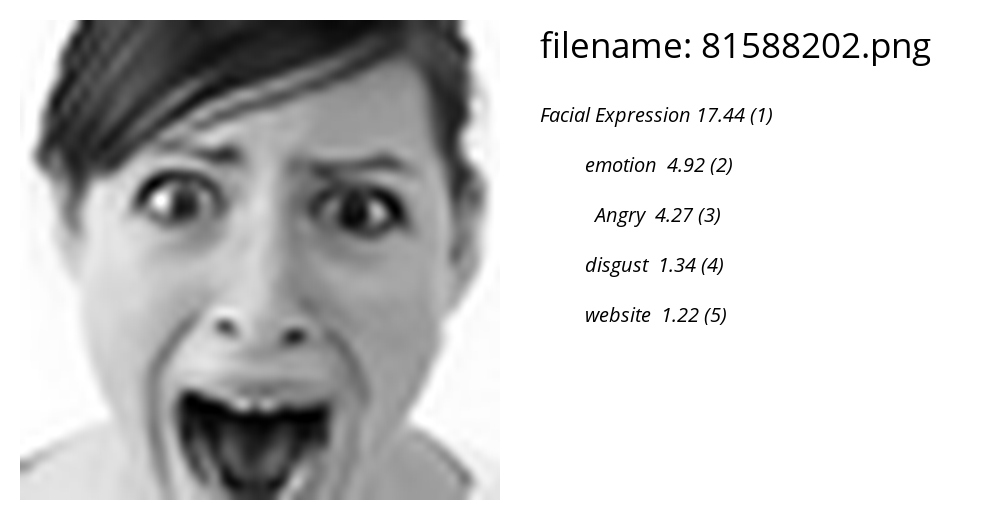 filename: 81588202.png
Facial Expression 17.44 (1)
emotion 4.92 (2)
Angry 4.27 (3)
disgust 1.34 (4)
website 1.22 (5)